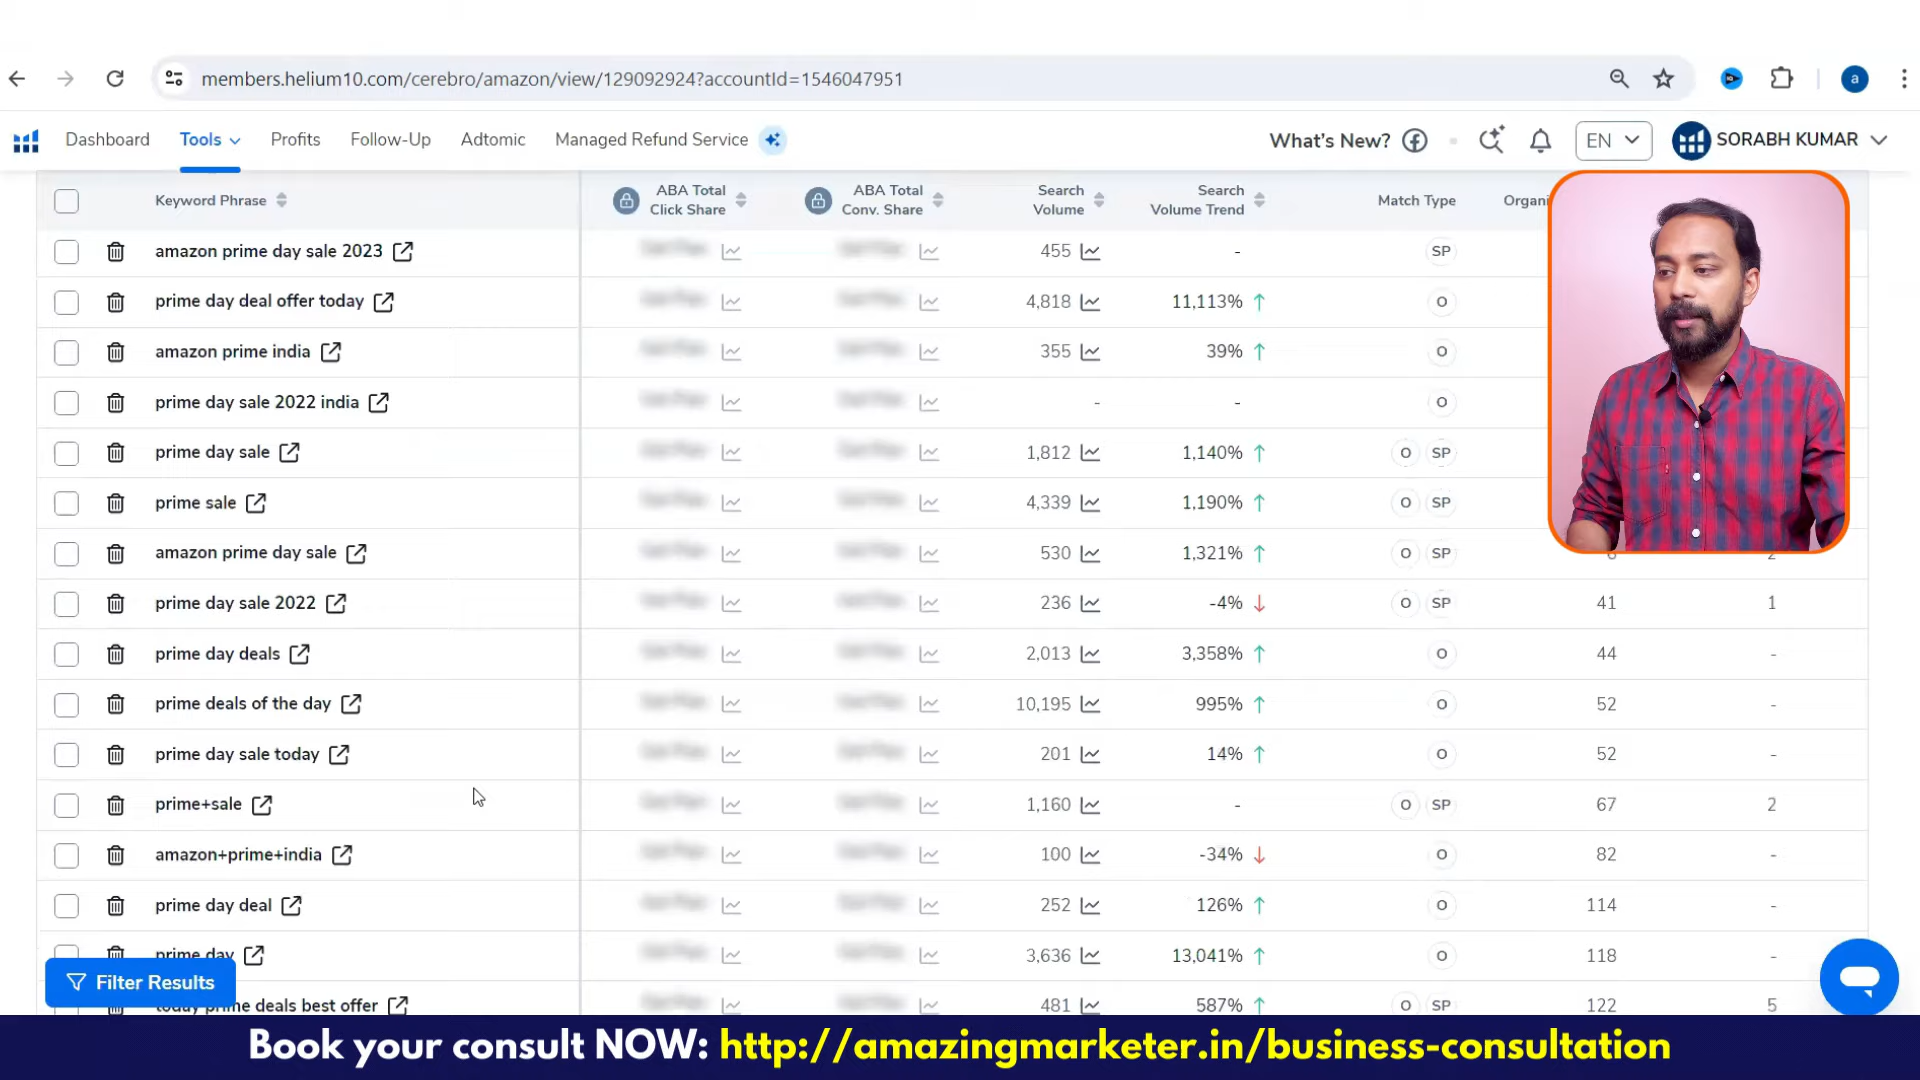 members.helium10.com/cerebro/amazon/view/129092924?accountId=1546047951
a
Dashboard Tools Profits Follow-Up Adtomic Managed Refund Service What's New? EN SORABH KUMAR
Keyword Phrase ABA Total Click Share ABA Total Conv. Share Search Volume Search Volume Trend Match Type Organi
amazon prime day sale 2023 455 - SP
prime day deal offer today 4,818 11,113% O
amazon prime india 355 39% O
prime day sale 2022 india - - O
prime day sale 1,812 1,140% O SP
prime sale 4,339 1,190% O SP
amazon prime day sale 530 1,321% O SP
prime day sale 2022 236 -4% O SP 41 1
prime day deals 2,013 3,358% O 44 -
prime deals of the day 10,195 995% O 52 -
prime day sale today 201 14% O 52 -
prime+sale 1,160 - O SP 67 2
amazon+prime+india 100 -34% O 82 -
prime day deal 252 126% O 114 -
prime day 3,636 13,041% O 118 -
Filter Results
today prime deals best offer 481 587% O SP 122 5
Book your consult NOW: http://amazingmarketer.in/business-consultation